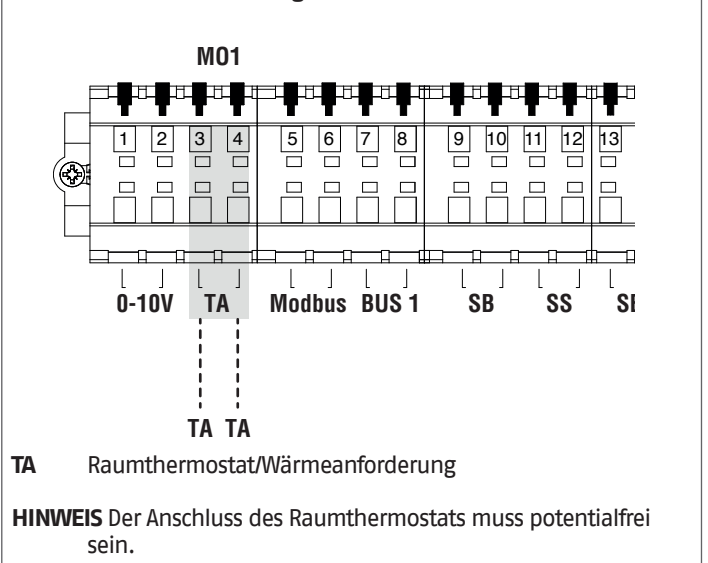 M01
1 2 3 4 5 6 7 8 9 10 11 12 13
0-10V TA Modbus BUS 1 SB SS
TA TA
TA Raumthermostat/Wärmeanforderung
HINWEIS Der Anschluss des Raumthermostats muss potentialfrei
sein.